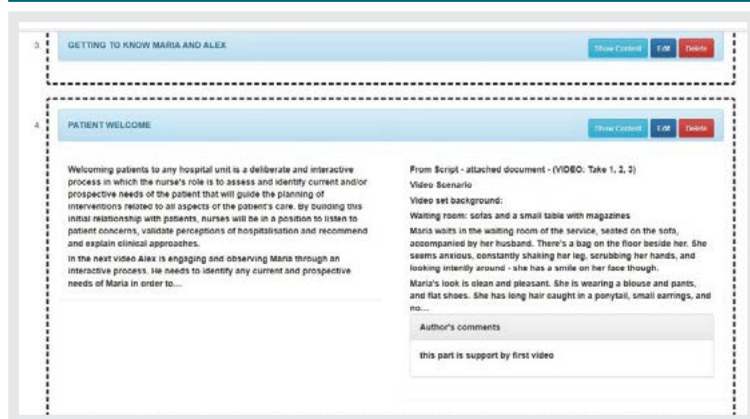 3. GETTING TO KNOW MARIA AND ALEX
Show Content Edit Delete
4. PATIENT WELCOME
Show Content Edit Delete
Welcoming patients to any hospital unit is a deliberate and interactive
process in which the nurse's role is to assess and identify current and/or
prospective needs of the patient that will guide the planning of
interventions related to all aspects of the patient's care. By building this
initial relationship with patients, nurses will be in a position to listen to
patient concerns, validate perceptions of hospitalisation and recommend
and explain clinical approaches.
In the next video Alex is engaging and observing Maria through an
interactive process. He needs to identify any current and prospective
needs of Maria in order to...
From Script - attached document - (VIDEO: Take 1, 2, 3)
Video Scenario
Video set background:
Waiting room: sofas and a small table with magazines
Maria waits in the waiting room of the service, seated on the sofa,
accompanied by her husband. There's a bag on the floor beside her. She
seems anxious, constantly shaking her leg, scrubbing her hands, and
looking intently around - she has a smile on her face though.
Maria's look is clean and pleasant. She is wearing a blouse and pants,
and flat shoes. She has long hair caught in a ponytail, small earrings, and
no...
Author's comments
this part is support by first video